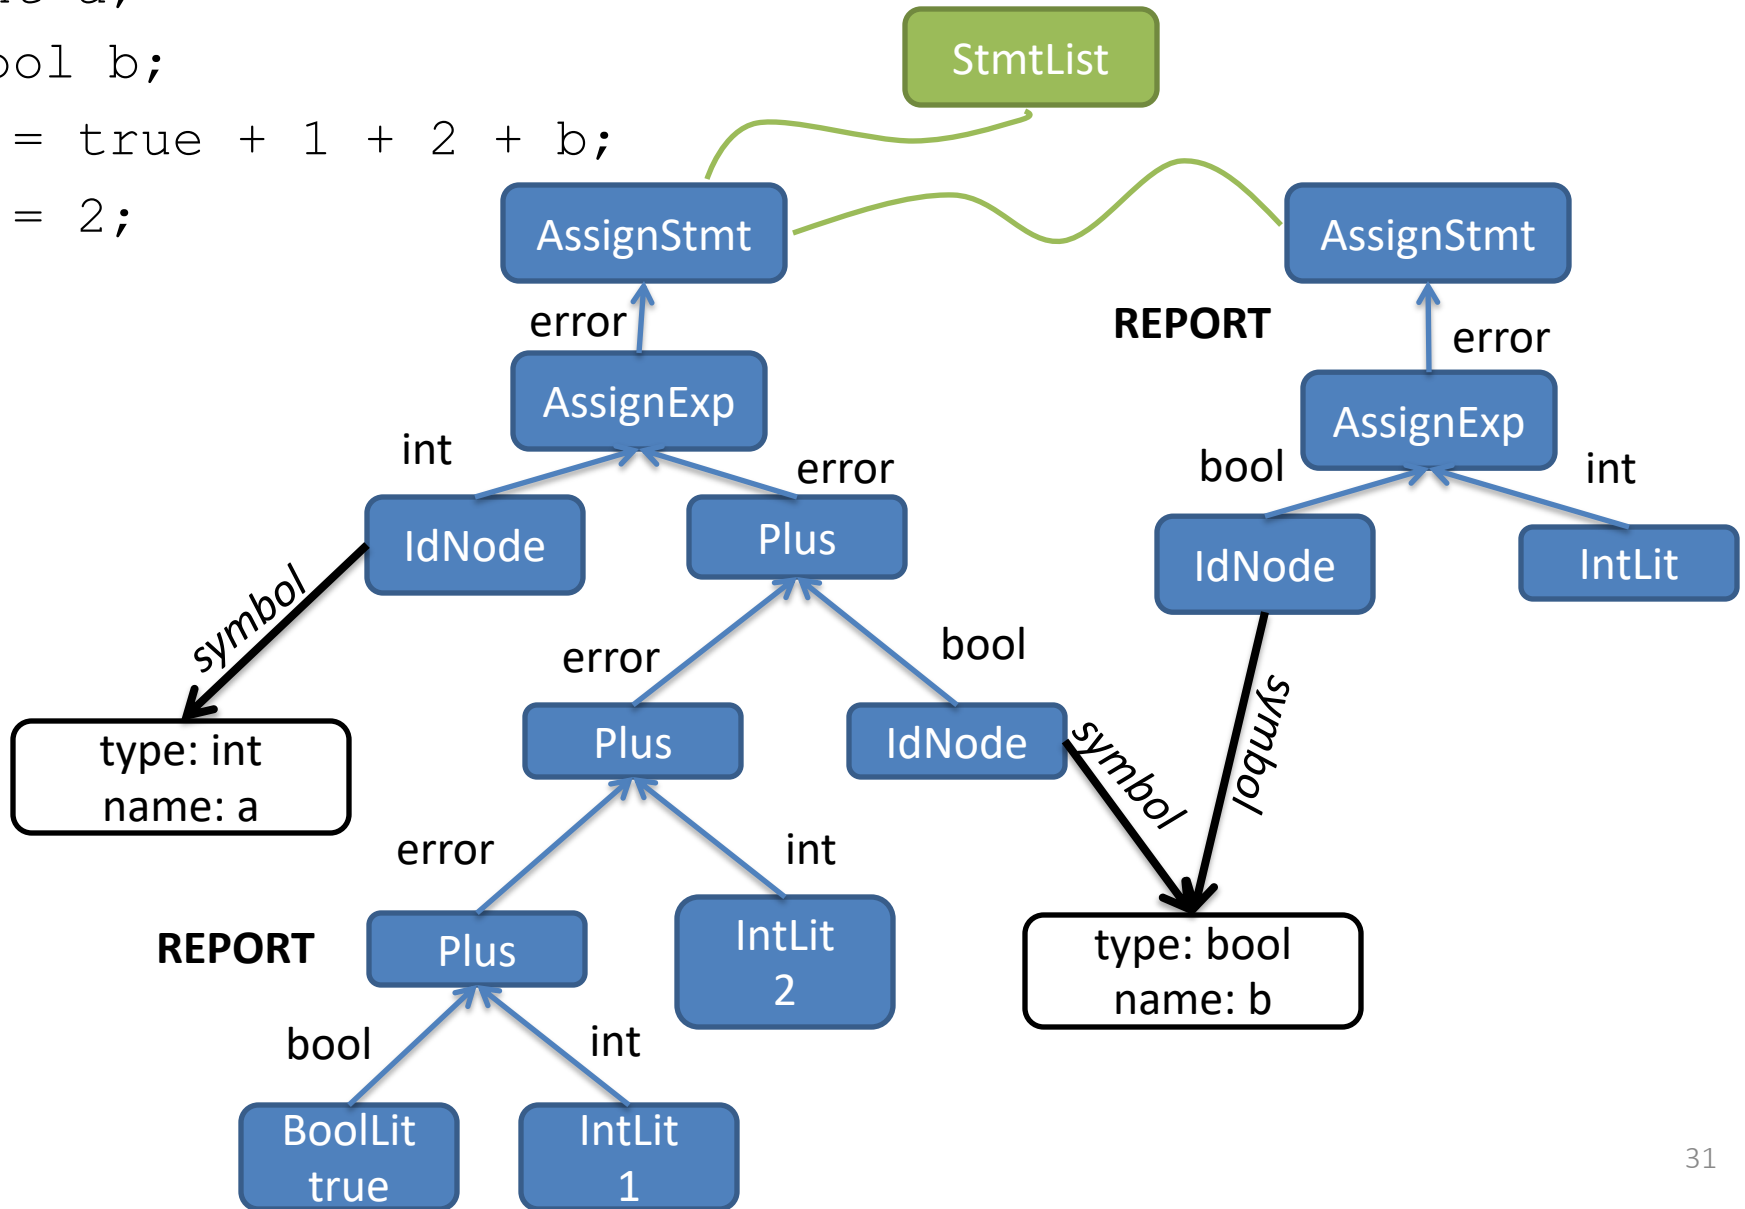 a;
bool b;
= true + 1 + 2 + b;
= 2;
StmtList
AssignStmt
AssignStmt
error
REPORT
error
AssignExp
AssignExp
int
error
bool
int
IdNode
Plus
IdNode
IntLit
symbol
error
bool
symbol
Plus
IdNode
symbol
type: int
name: a
error
int
REPORT
Plus
IntLit
2
type: bool
name: b
bool
int
BoolLit
true
IntLit
1
31